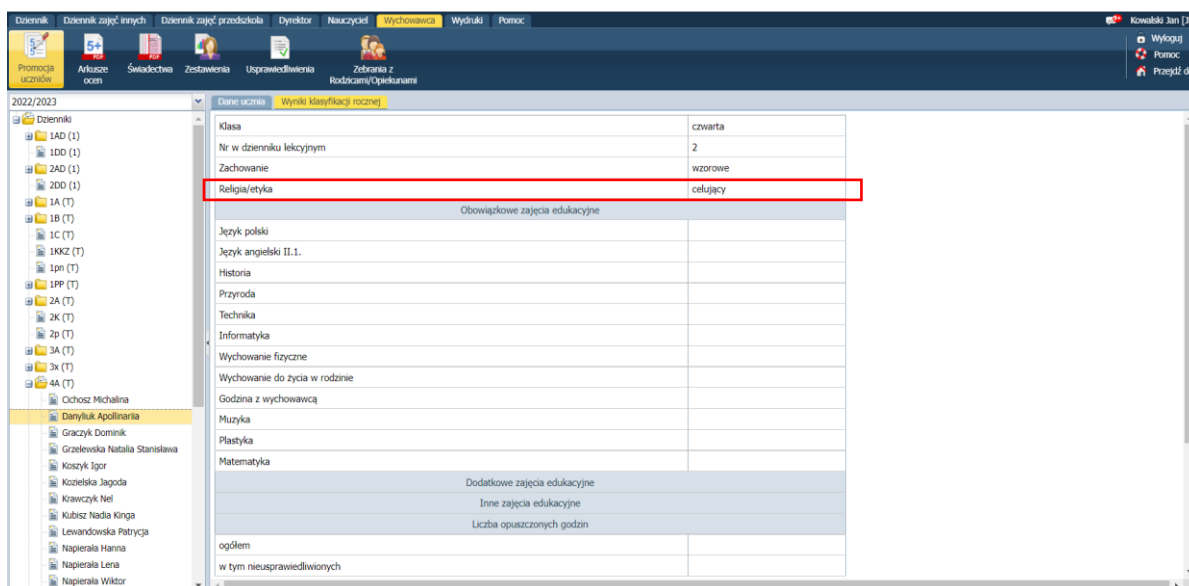 Dziennik Dziennik zajęć innych Dziennik zajęć przedszkola Dyrektor Nauczyciel Wychowawca Wydruki Pomoc Kowalski Jan [3
Promocja uczniów
5+
PDF
Arkusze ocen
PDF
Świadectwa
Zestawienia
Usprawiedliwienia
Zebrania z Rodzicami/Opiekunami
Wyloguj
Pomoc
Przejdź d
2022/2023
Dzienniki
1AD (1)
1DD (1)
2AD (1)
2DD (1)
1A (T)
1B (T)
1C (T)
1KKZ (T)
1pn (T)
1PP (T)
2A (T)
2K (T)
2p (T)
3A (T)
3x (T)
4A (T)
Cichosz Michalina
Danyliuk Apollinariia
Graczyk Dominik
Grzelewska Natalia Stanisława
Koszyk Igor
Kozielska Jagoda
Krawczyk Nel
Kubisz Nadia Kinga
Lewandowska Patrycja
Napierała Hanna
Napierała Lena
Napierała Wiktor
Dane ucznia Wyniki klasyfikacji rocznej
Klasa czwarta
Nr w dzienniku lekcyjnym 2
Zachowanie wzorowe
Religia/etyka celujący
Obowiązkowe zajęcia edukacyjne
Język polski
Język angielski II.1.
Historia
Przyroda
Technika
Informatyka
Wychowanie fizyczne
Wychowanie do życia w rodzinie
Godzina z wychowawcą
Muzyka
Plastyka
Matematyka
Dodatkowe zajęcia edukacyjne
Inne zajęcia edukacyjne
Liczba opuszczonych godzin
ogółem
w tym nieusprawiedliwionych